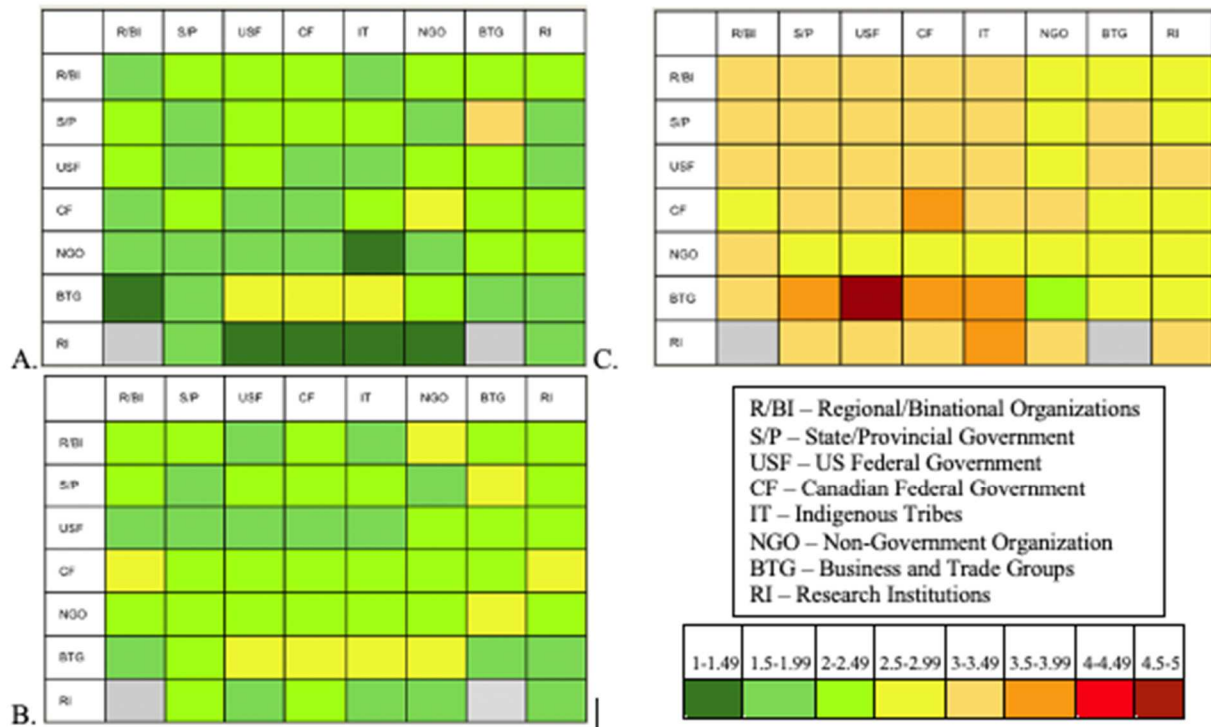 R/BI S/P USF CF IT NGO BTG RI
R/BI
S/P
USF
CF
NGO
BTG
RI
A.
R/BI S/P USF CF IT NGO BTG RI
R/BI
S/P
USF
CF
NGO
BTG
RI
B.
R/BI S/P USF CF IT NGO BTG RI
R/BI
S/P
USF
CF
NGO
BTG
RI
C.
R/BI – Regional/Binational Organizations
S/P – State/Provincial Government
USF – US Federal Government
CF – Canadian Federal Government
IT – Indigenous Tribes
NGO – Non-Government Organization
BTG – Business and Trade Groups
RI – Research Institutions
1-1.49 1.5-1.99 2-2.49 2.5-2.99 3-3.49 3.5-3.99 4-4.49 4.5-5